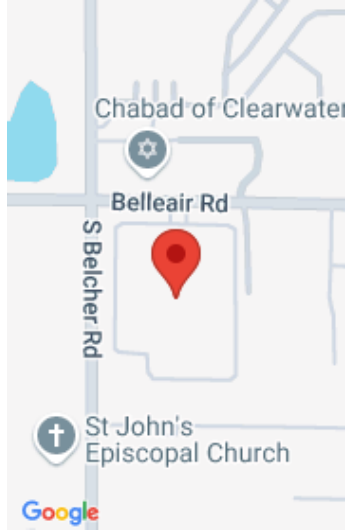 Chabad of Clearwater
Belleair Rd
S Belcher Rd
St John's
Episcopal Church
Google